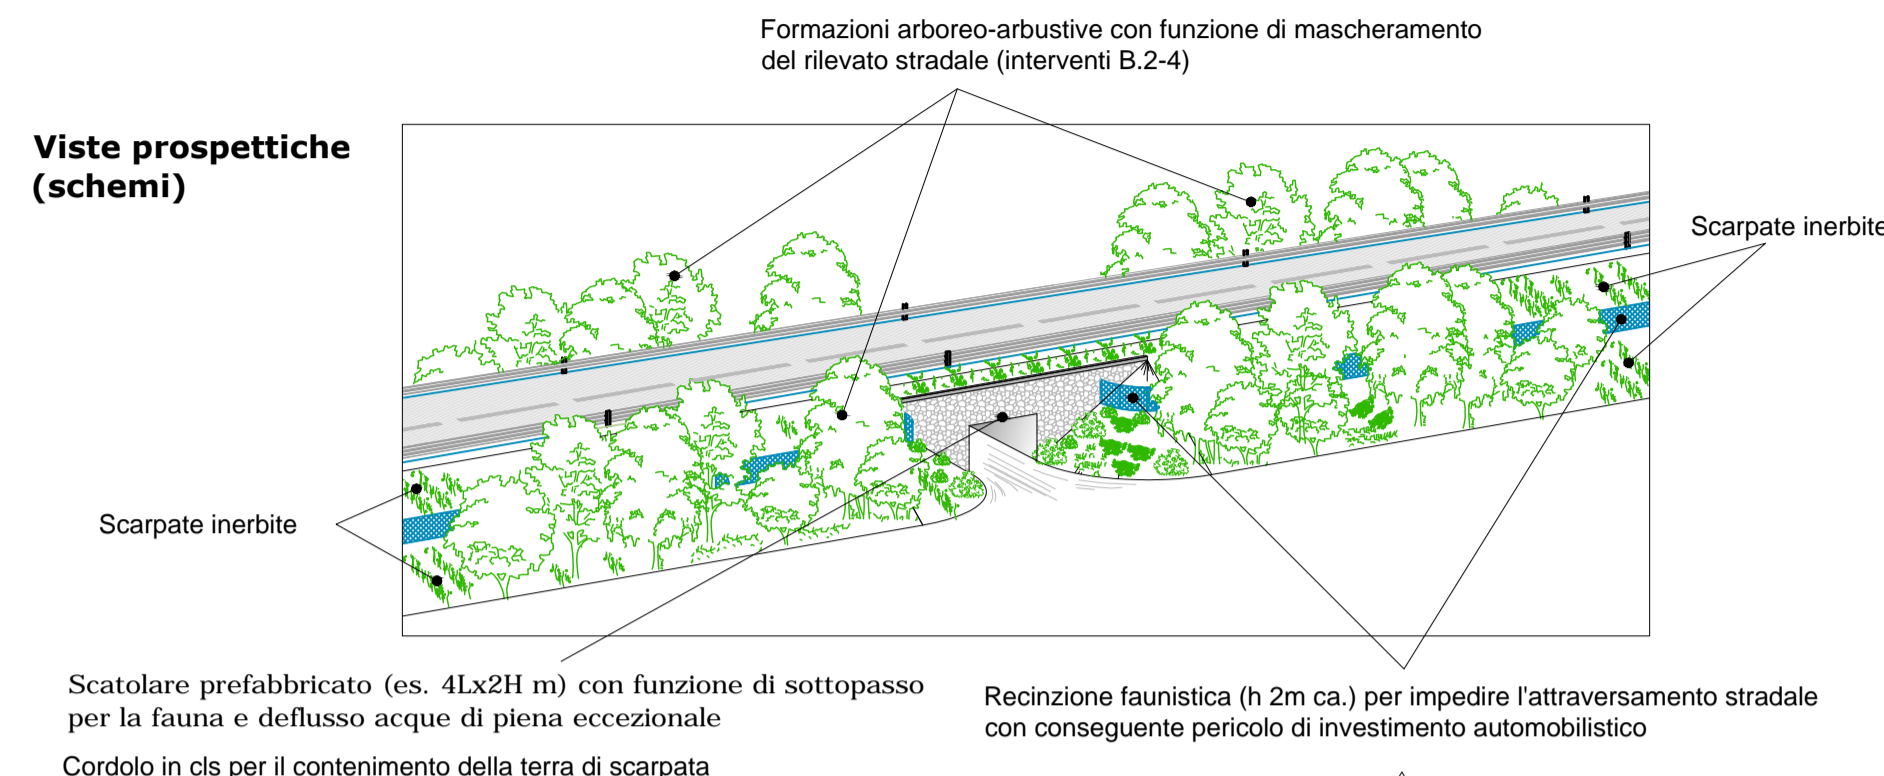 Formazioni arboreo-arbustive con funzione di mascheramento
del rilevato stradale (interventi B.2-4)
Viste prospettiche
(schemi)
Scarpate inerbite
Scarpate inerbite
Scatolare prefabbricato (es. 4Lx2H m) con funzione di sottopasso
per la fauna e deflusso acque di piena eccezionale
Recinzione faunistica (h 2m ca.) per impedire l'attraversamento stradale
con conseguente pericolo di investimento automobilistico
Cordolo in cls per il contenimento della terra di scarpata